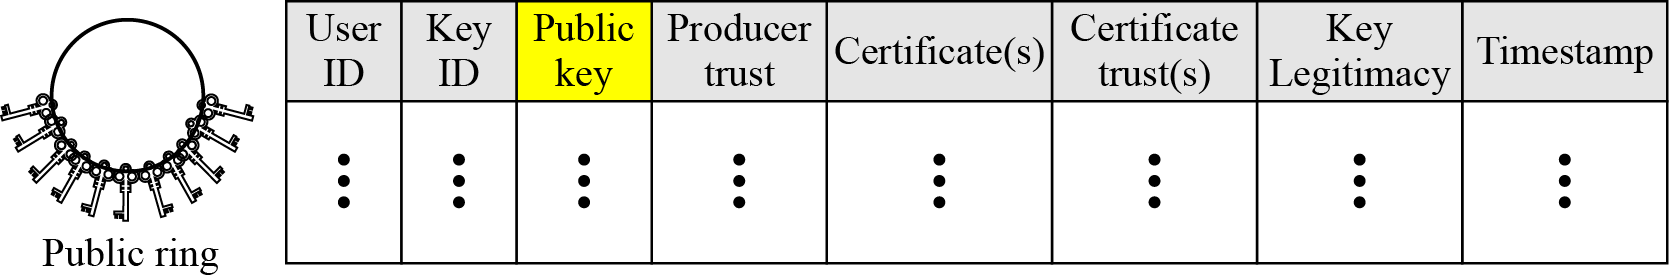 User ID
Key ID
Public key
Producer trust
Certificate(s)
Certificate trust(s)
Key Legitimacy
Timestamp
Public ring